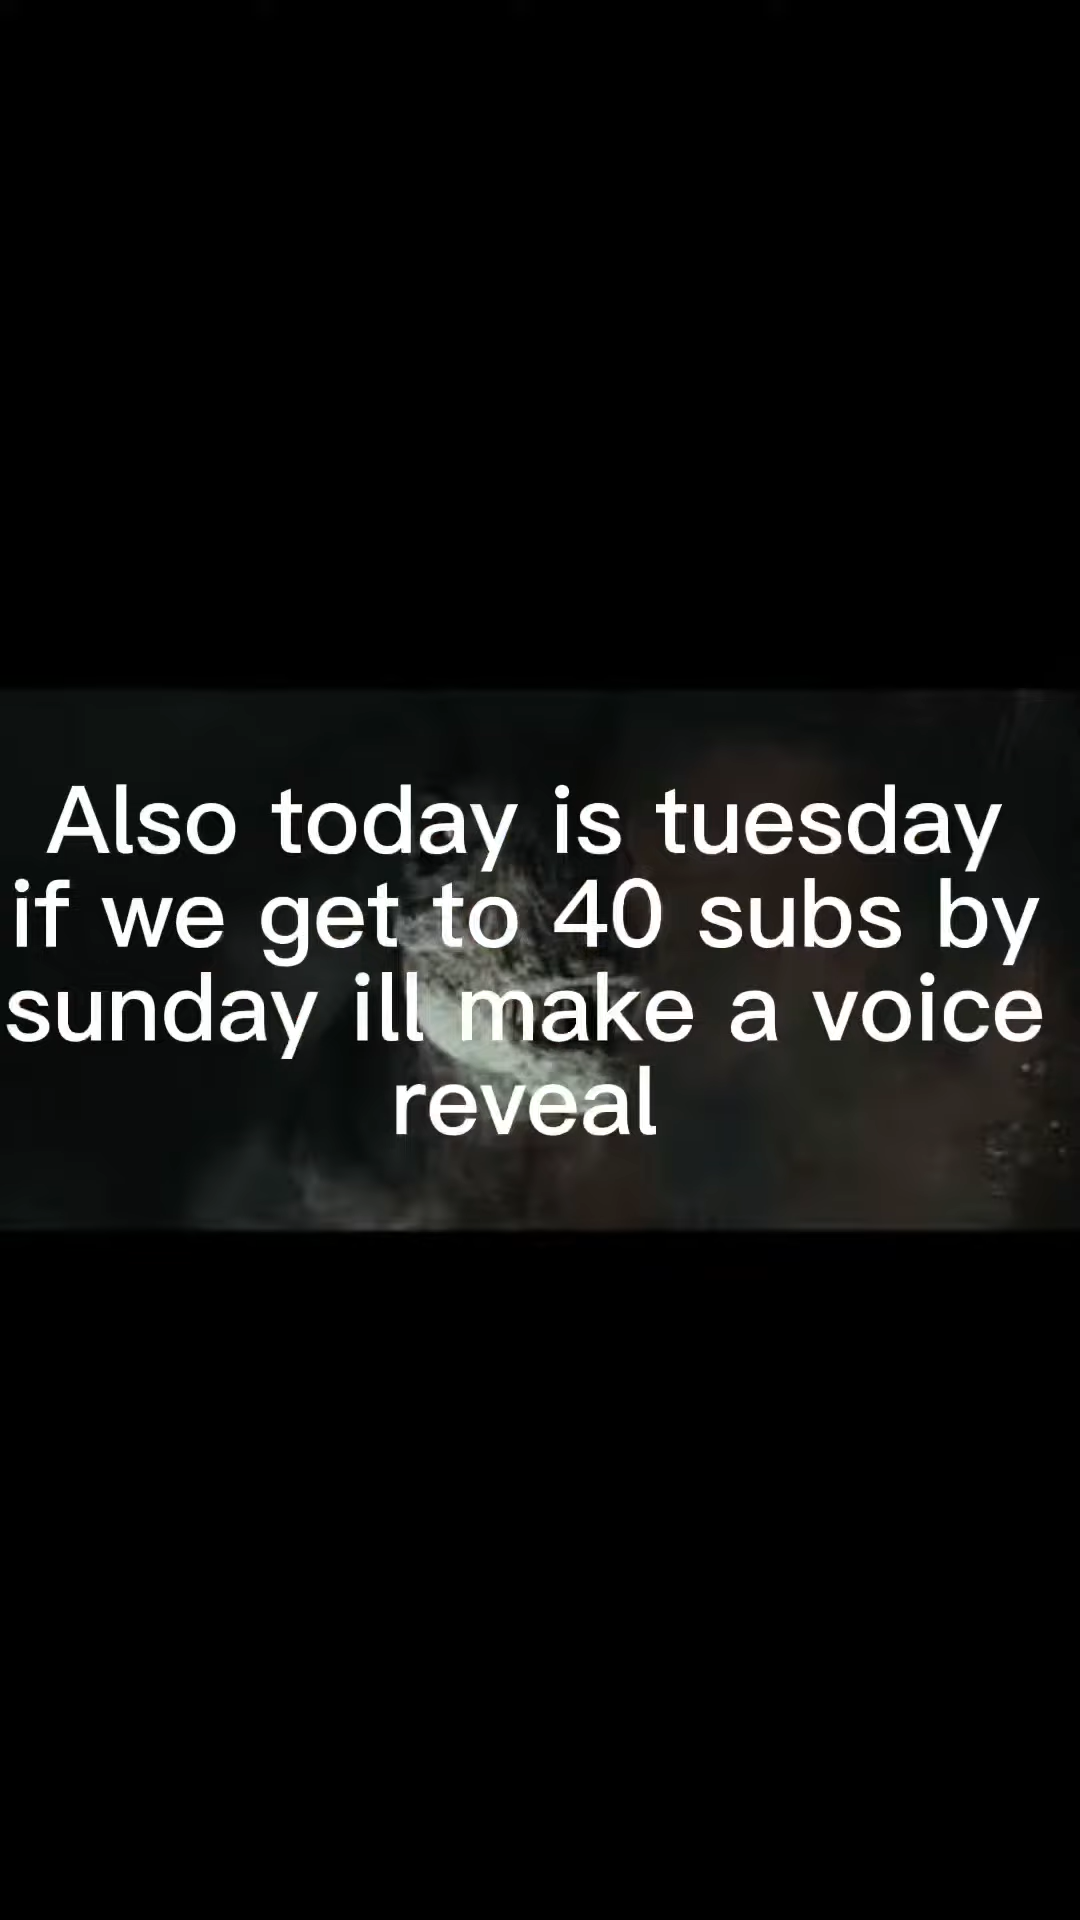 Also today is tuesday
if we get to 40 subs by
sunday ill make a voice
reveal